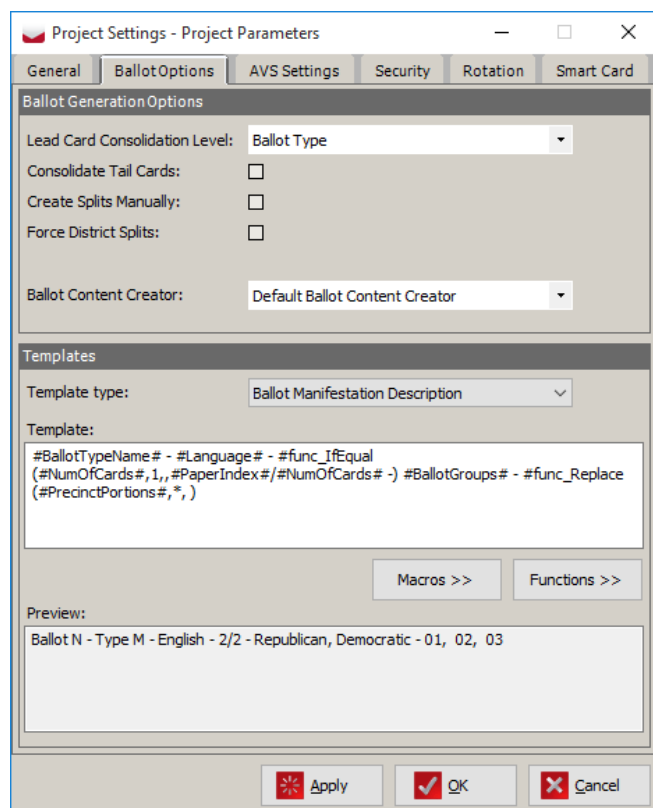 Project Settings - Project Parameters
General
Ballot Options
AVS Settings
Security
Rotation
Smart Card
Ballot Generation Options
Lead Card Consolidation Level: Ballot Type
Consolidate Tail Cards:
Create Splits Manually:
Force District Splits:
Ballot Content Creator: Default Ballot Content Creator
Templates
Template type: Ballot Manifestation Description
Template:
#BallotTypeName# - #Language# - #func_IfEqual
(#NumOfCards#,1,,#PaperIndex#/#NumOfCards# -) #BallotGroups# - #func_Replace
(#PrecinctPortions#,*, )
Macros >>
Functions >>
Preview:
Ballot N - Type M - English - 2/2 - Republican, Democratic - 01, 02, 03
Apply
OK
Cancel